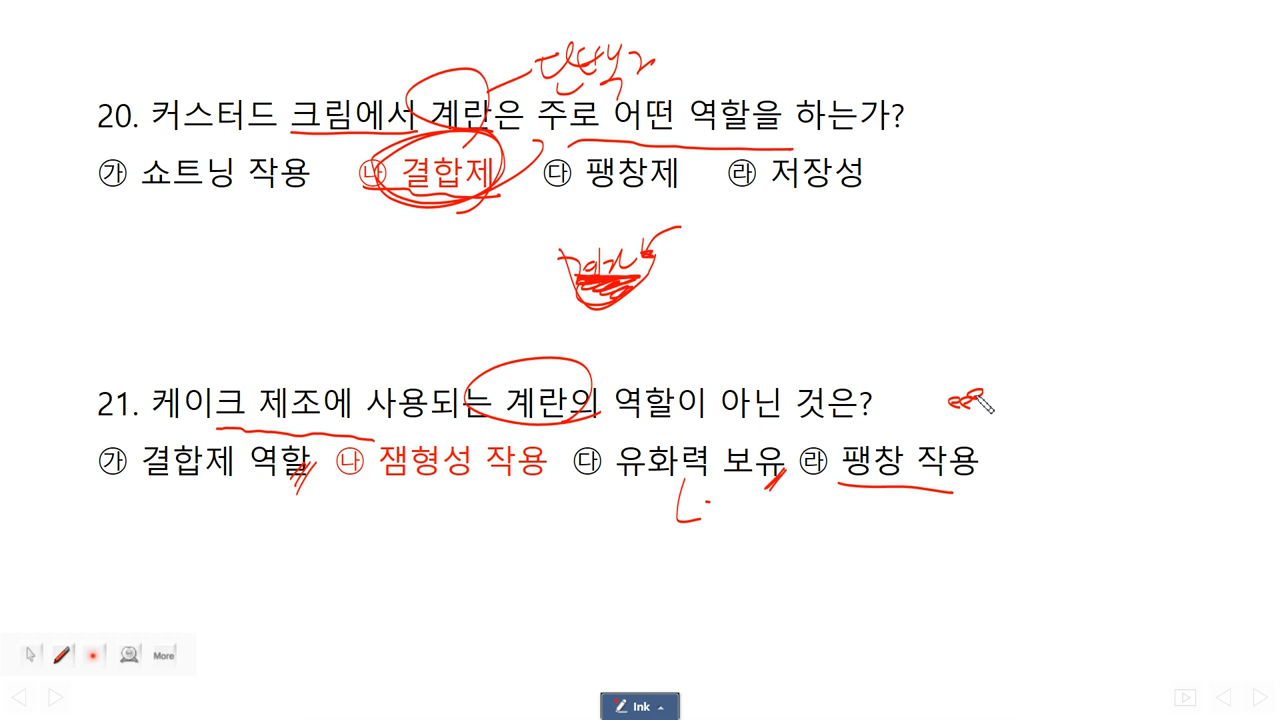 단백질
20. 커스터드 크림에서 계란은 주로 어떤 역할을 하는가?
㉮ 쇼트닝 작용 ㉯ 결합제 ㉰ 팽창제 ㉱ 저장성
21. 케이크 제조에 사용되는 계란의 역할이 아닌 것은?
㉮ 결합제 역할 ㉯ 잼형성 작용 ㉰ 유화력 보유 ㉱ 팽창 작용
More
Ink